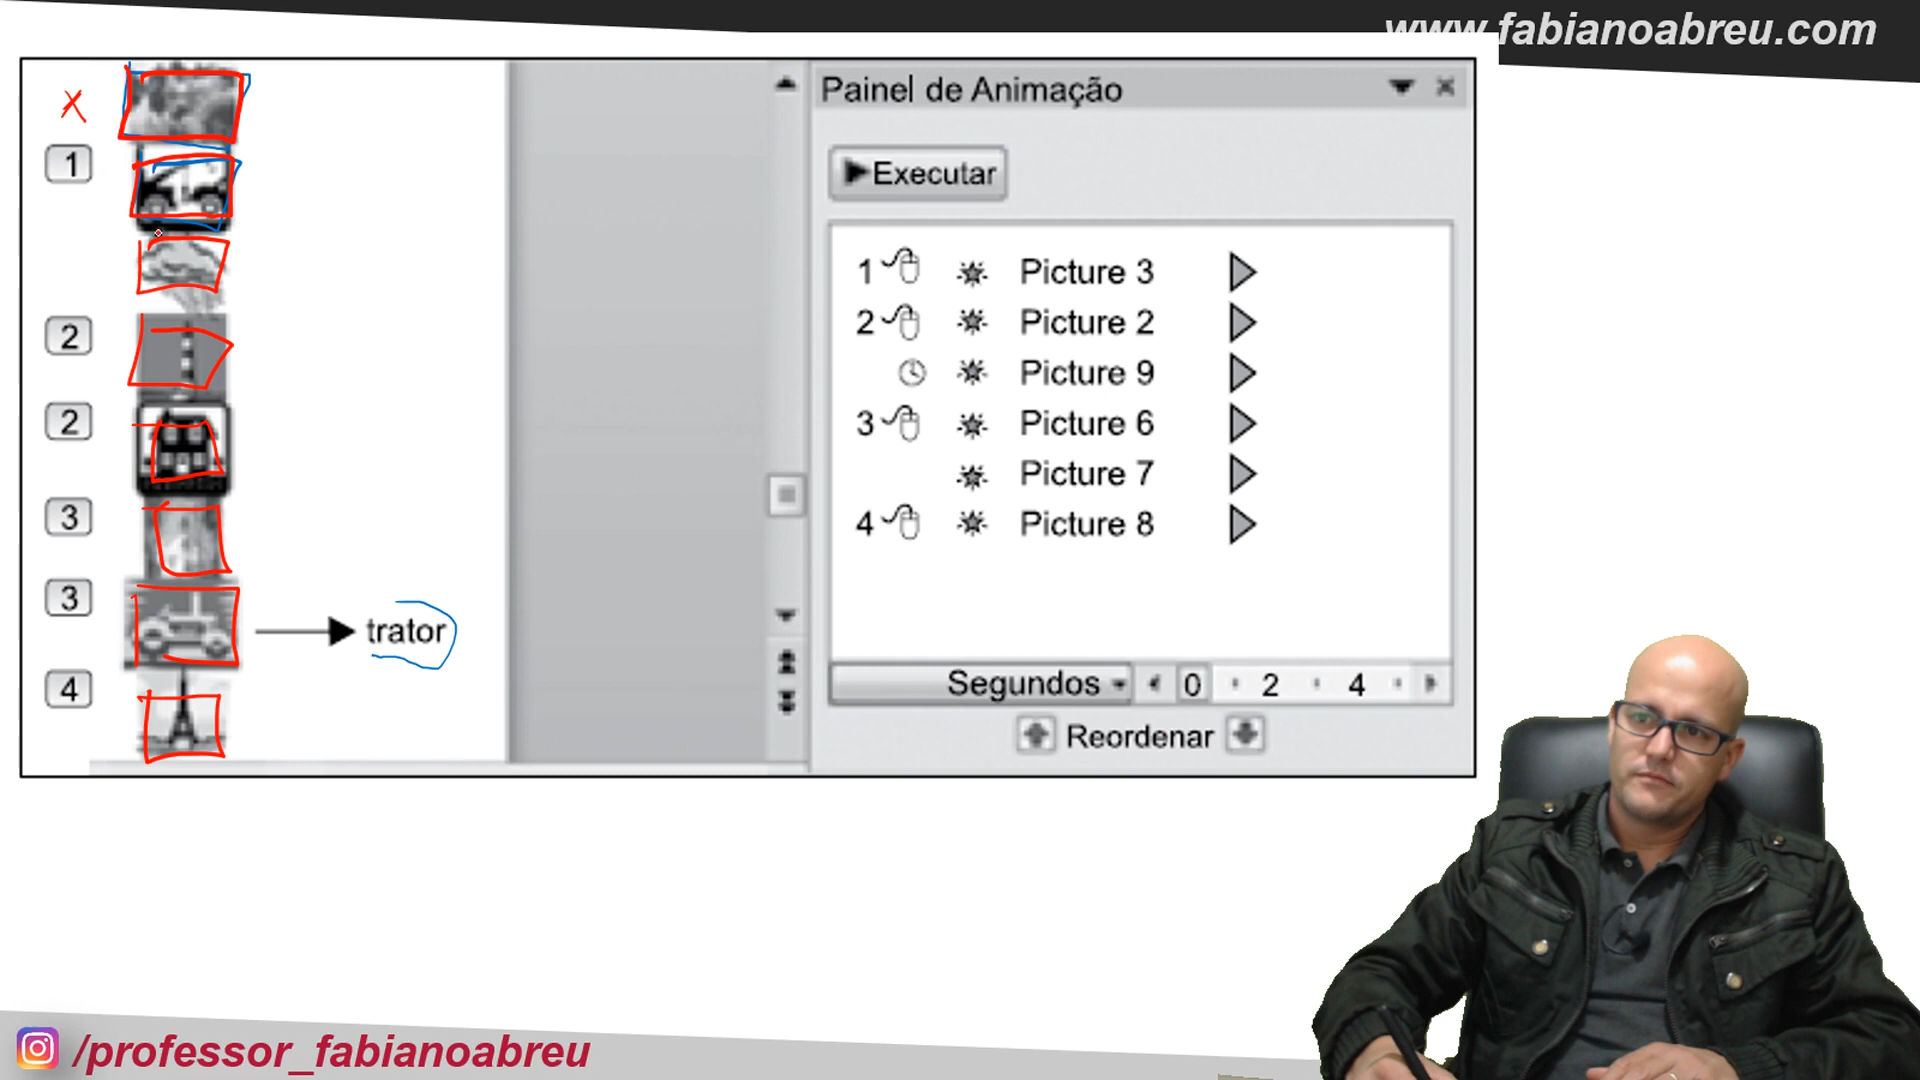 www.fabianoabreu.com
X
1
2
2
3
3
4
trator
Painel de Animação
Executar
1 Picture 3
2 Picture 2
Picture 9
3 Picture 6
Picture 7
4 Picture 8
Segundos 0 2 4
Reordenar
/professor_fabianoabreu